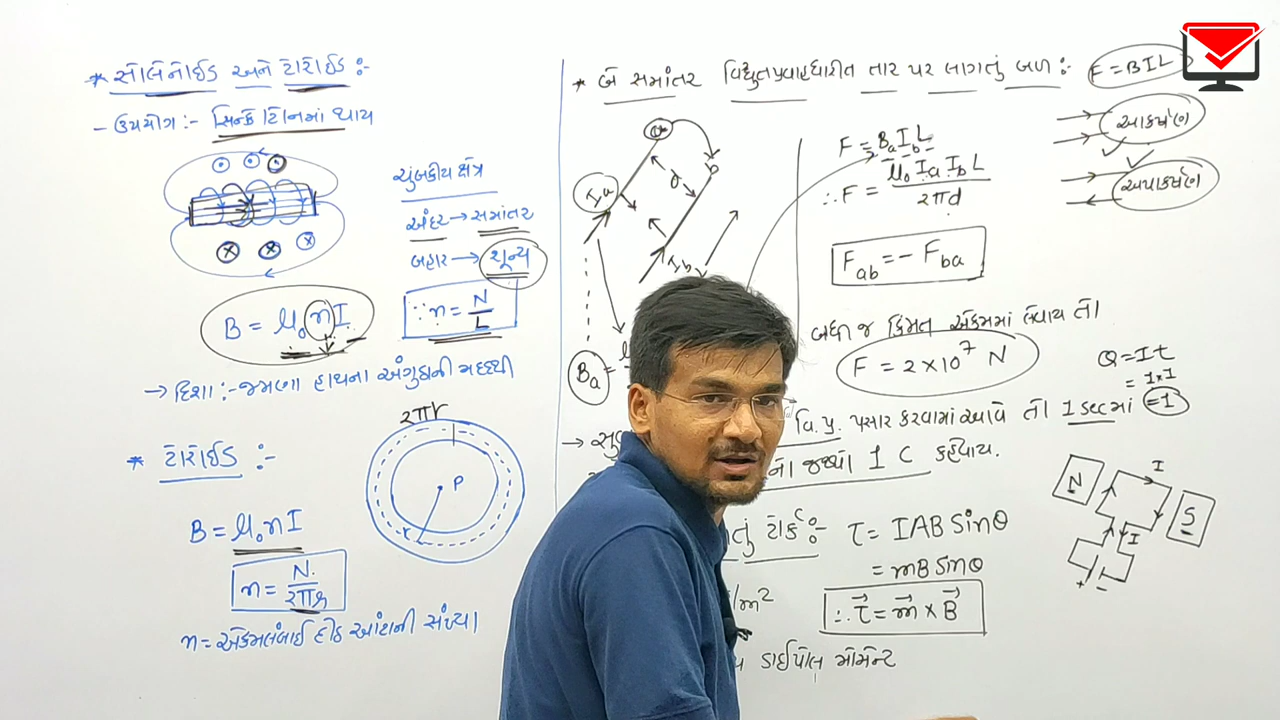 * સોલેનોઈડ અને ટોરોઈડ :-
- ઉપયોગ :- સિન્ક્રોટ્રોનમાં થાય
ચુંબકીય ક્ષેત્ર
અંદર → સમાંતર
બહાર → શૂન્ય
B = μ₀nI
∵ n = N/L
→ દિશા :- જમણા હાથના અંગુઠાની મદદથી
* ટોરોઈડ :-
2πr
P
r
B = μ₀nI
n = N/2πr
n = એકમલંબાઈ દીઠ આંટાની સંખ્યા
* બે સમાંતર વિદ્યુતપ્રવાહધારીત તાર પર લાગતું બળ :- F = BIL
a
b
d
I,a
I,b
Ba =
F = BaIbL
∴ F = μ₀IaIbL/2πd
Fab = - Fba
આકર્ષણ
અપાકર્ષણ
બધી જ કિંમત એકમમાં લેવાય તો
F = 2×10⁷ N
Q = It
= 1×1
= 1
વિ. પ્ર. પસાર કરવામાં આવે તો 1 secમાં
જથ્થો 1 C કહેવાય.
ટોર્ક :- τ = IAB Sinθ
= mB Sinθ
∴ τ⃗ = m⃗ × B⃗
/m²
ડાઈપોલ મોમેન્ટ
N
S
I
I
+ -